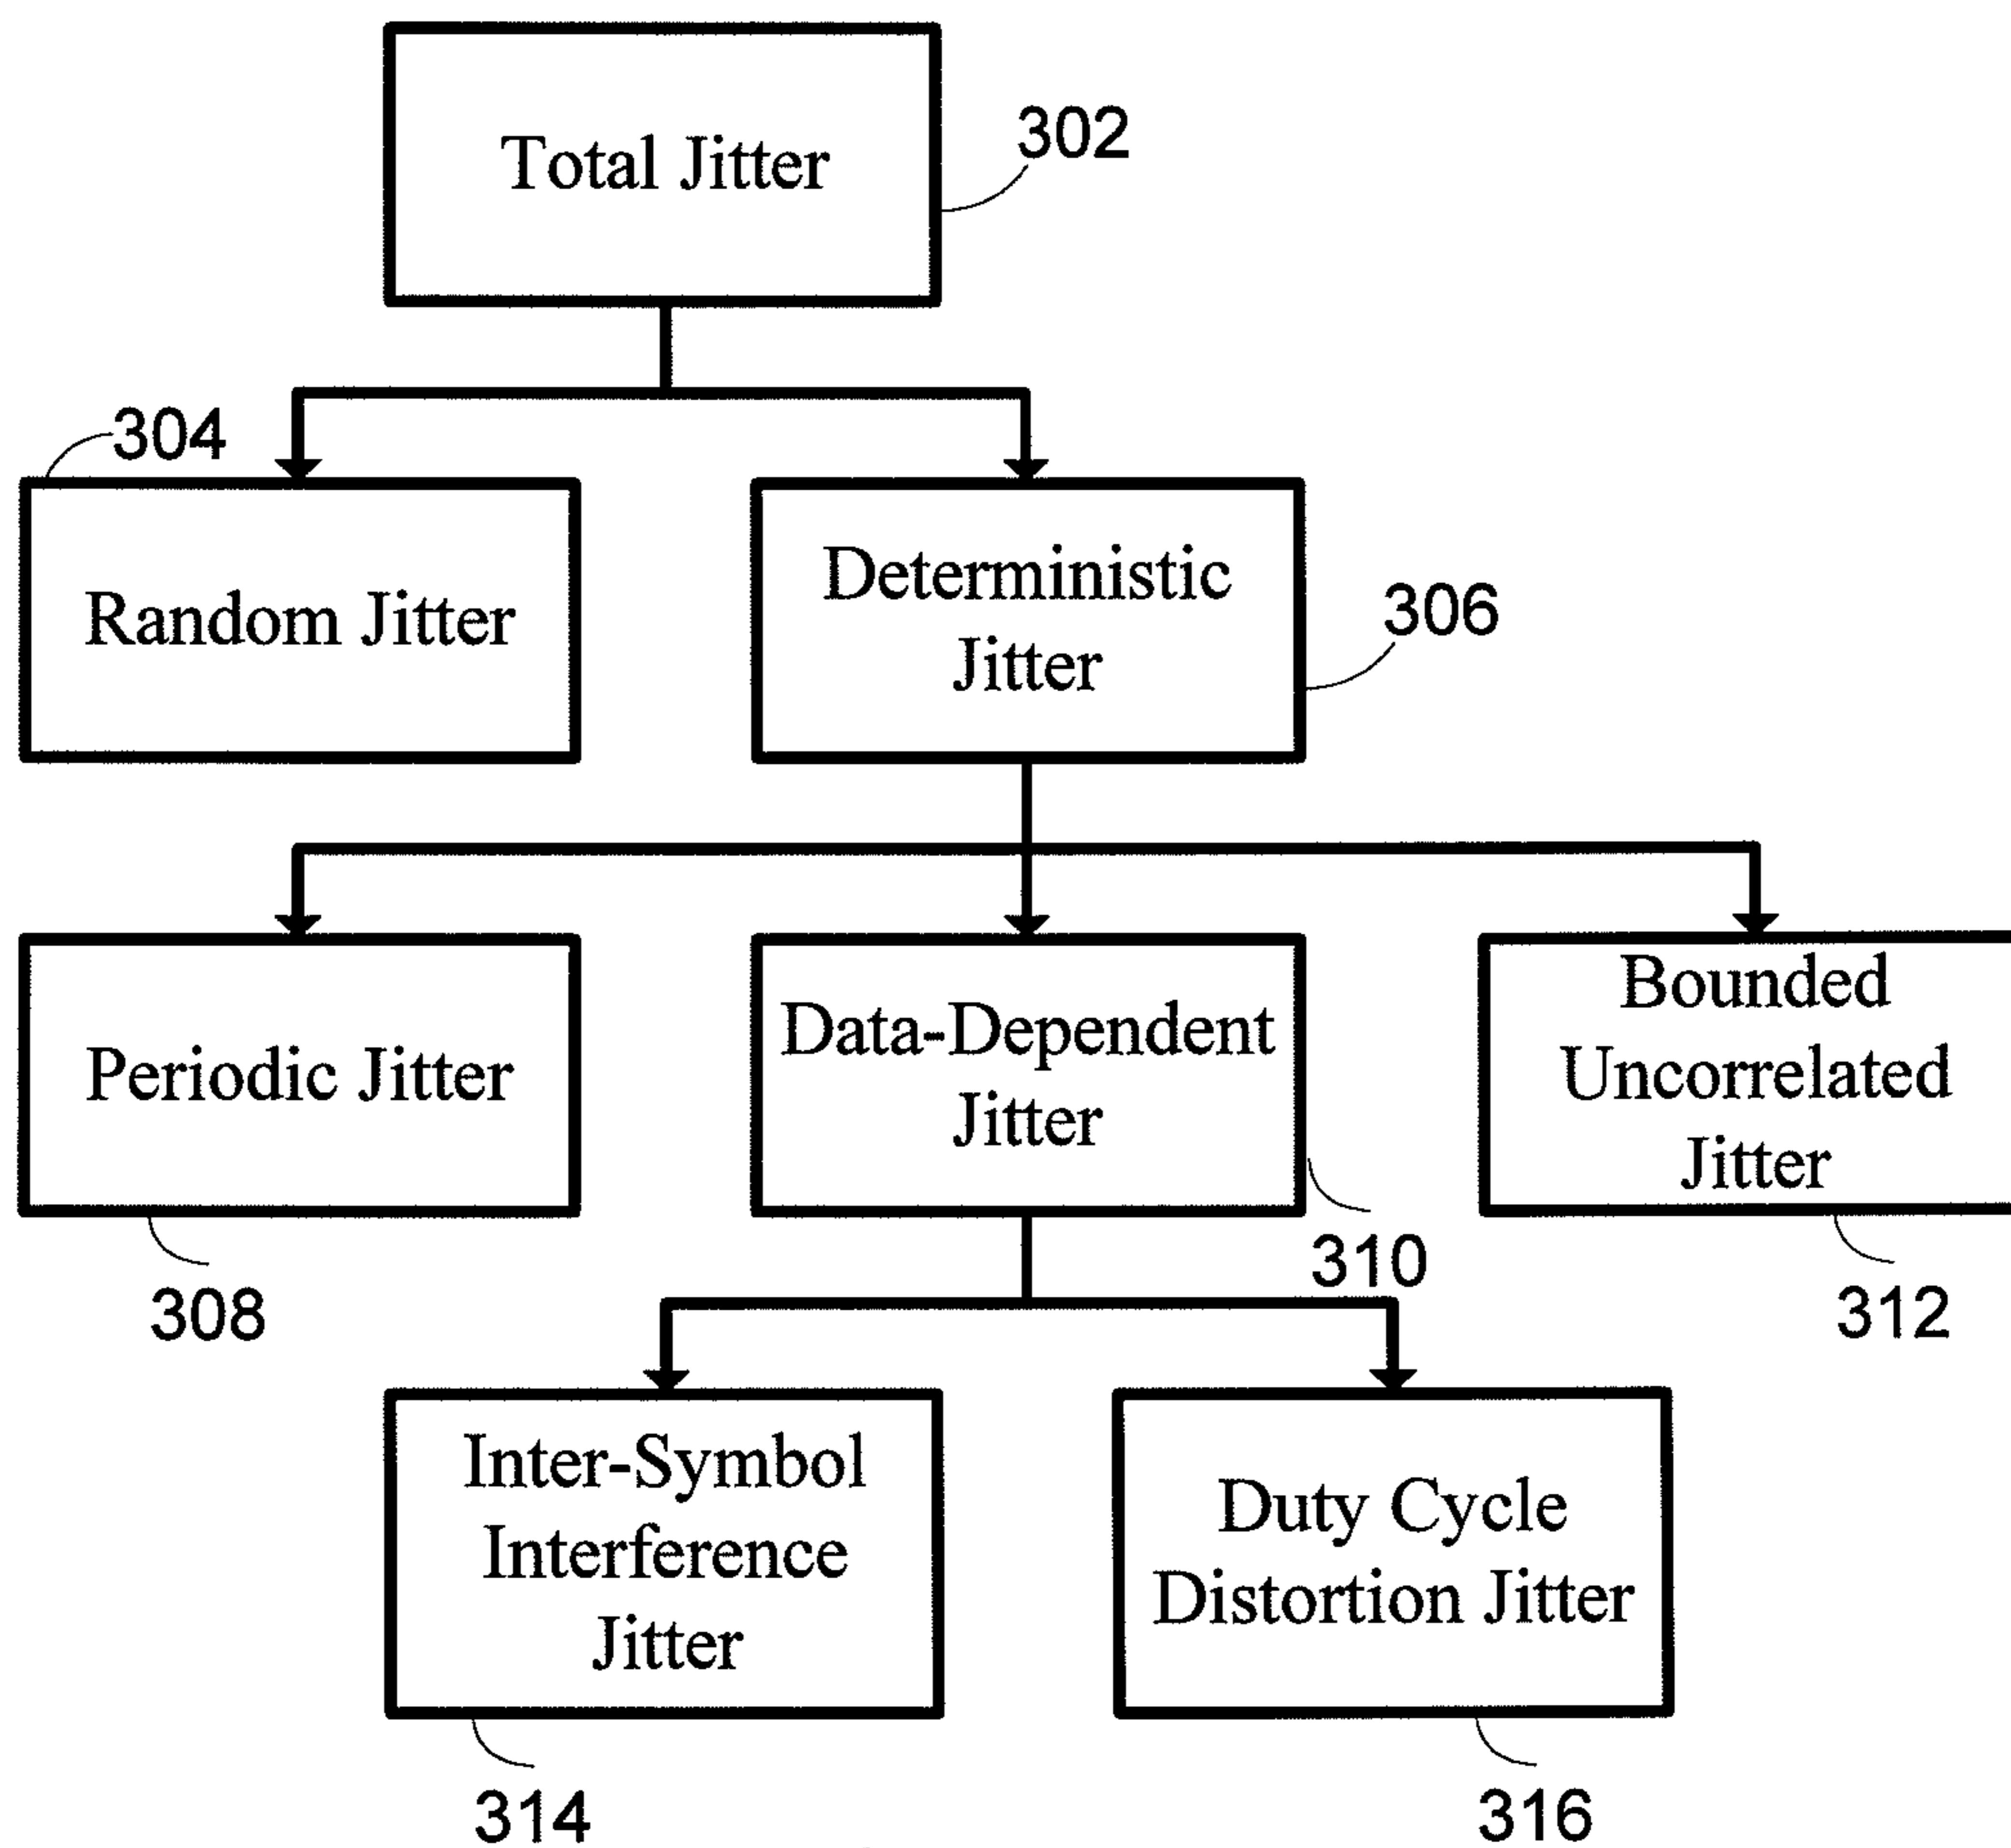 Total Jitter
302
304
Random Jitter
Deterministic
Jitter
306
Periodic Jitter
308
Data-Dependent
Jitter
310
Bounded
Uncorrelated
Jitter
312
Inter-Symbol
Interference
Jitter
314
Duty Cycle
Distortion Jitter
316